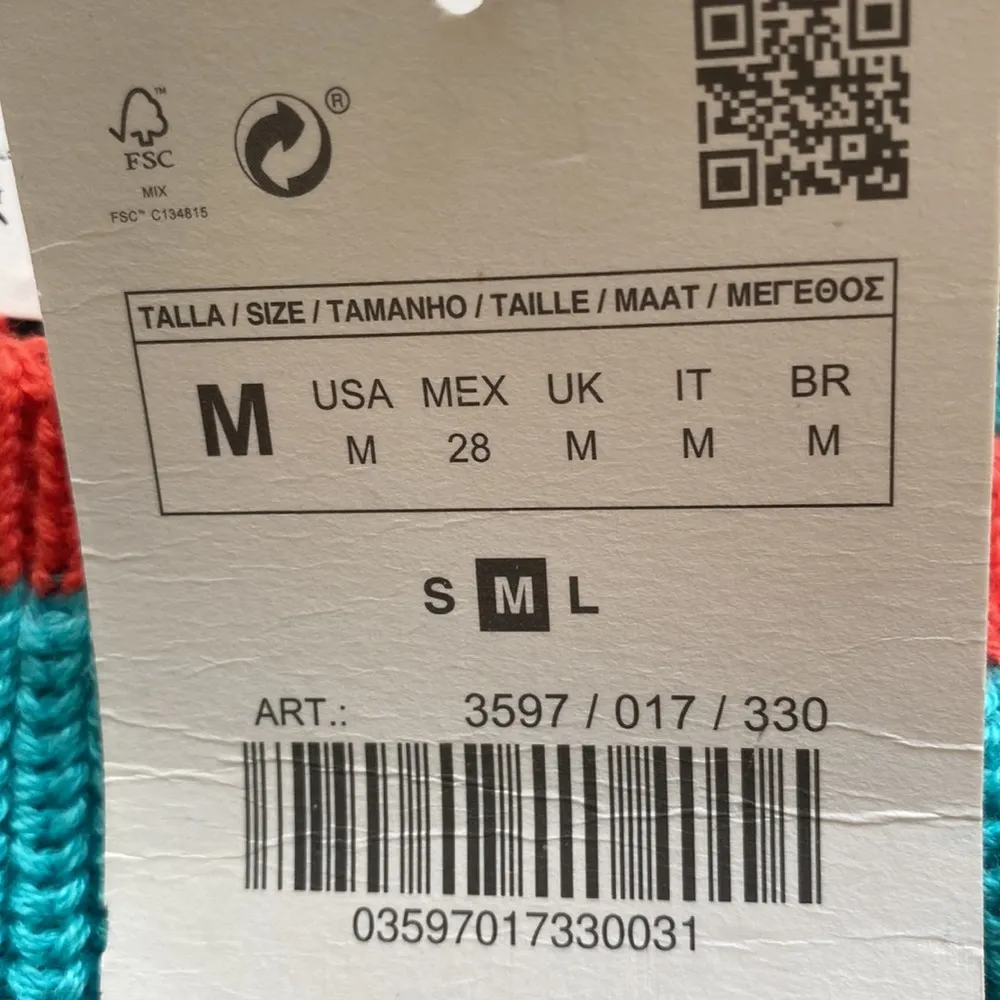 FSC™
MIX
FSC™ C134815
®
TALLA / SIZE / TAMANHO / TAILLE / MAAT / ΜΕΓΕΘΟΣ
M USA MEX UK IT BR
M 28 M M M
S M L
ART.: 3597 / 017 / 330
03597017330031